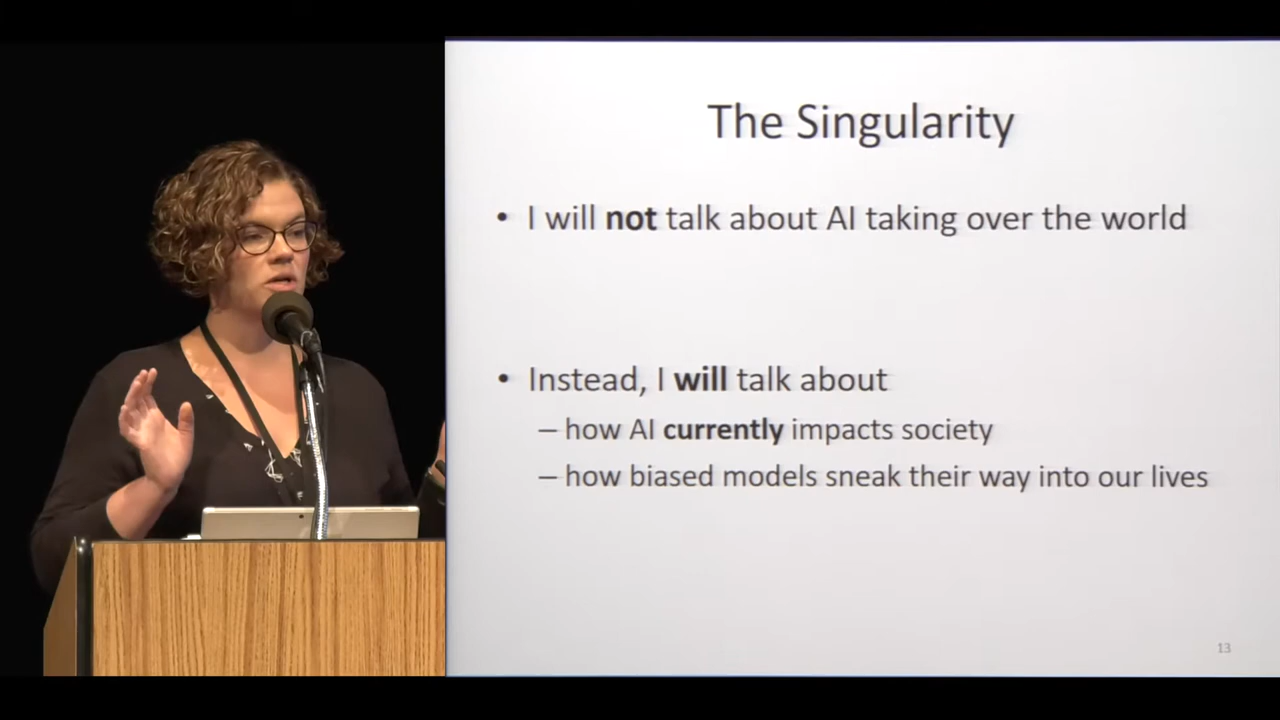 The Singularity
• I will not talk about AI taking over the world
• Instead, I will talk about
– how AI currently impacts society
– how biased models sneak their way into our lives
13